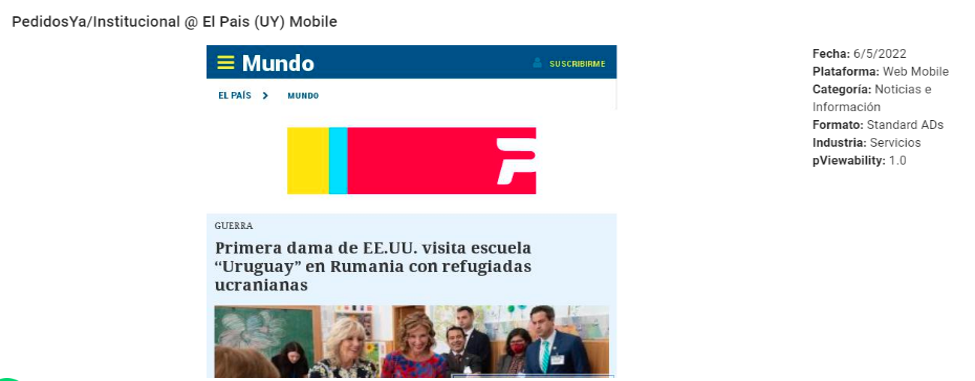 PedidosYa/Institucional @ El Pais (UY) Mobile
Mundo
SUSCRIBIRME
EL PAÍS > MUNDO
GUERRA
Primera dama de EE.UU. visita escuela
“Uruguay” en Rumania con refugiadas
ucranianas
Fecha: 6/5/2022
Plataforma: Web Mobile
Categoría: Noticias e
Información
Formato: Standard ADs
Industria: Servicios
pViewability: 1.0